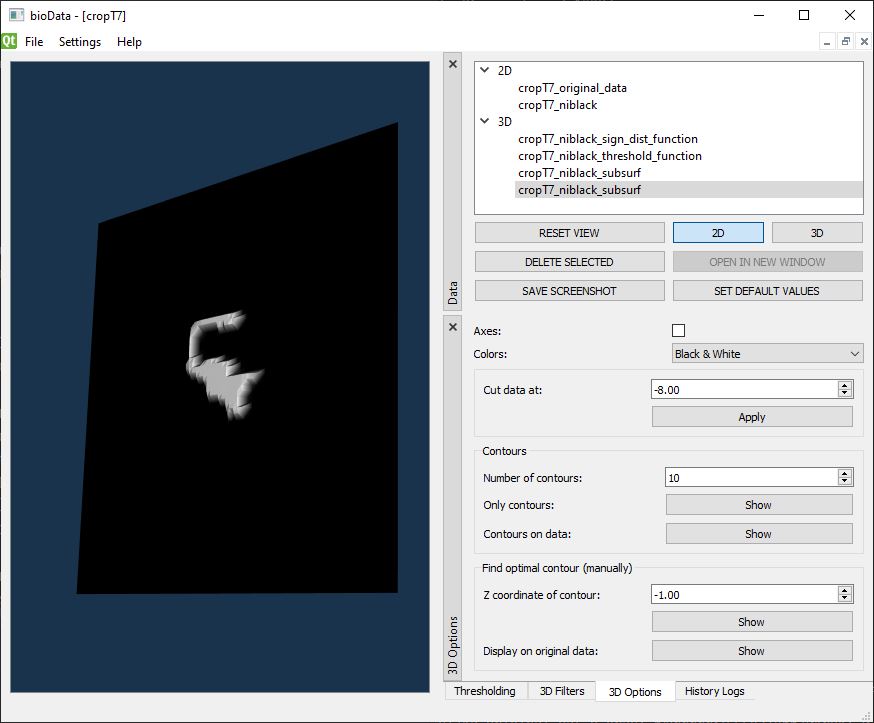 bioData - [cropT7]
Qt File Settings Help
2D
cropT7_original_data
cropT7_niblack
3D
cropT7_niblack_sign_dist_function
cropT7_niblack_threshold_function
cropT7_niblack_subsurf
cropT7_niblack_subsurf
Data
RESET VIEW 2D 3D
DELETE SELECTED OPEN IN NEW WINDOW
SAVE SCREENSHOT SET DEFAULT VALUES
3D Options
Axes:
Colors: Black & White
Cut data at: -8.00
Apply
Contours
Number of contours: 10
Only contours: Show
Contours on data: Show
Find optimal contour (manually)
Z coordinate of contour: -1.00
Show
Display on original data: Show
Thresholding 3D Filters 3D Options History Logs